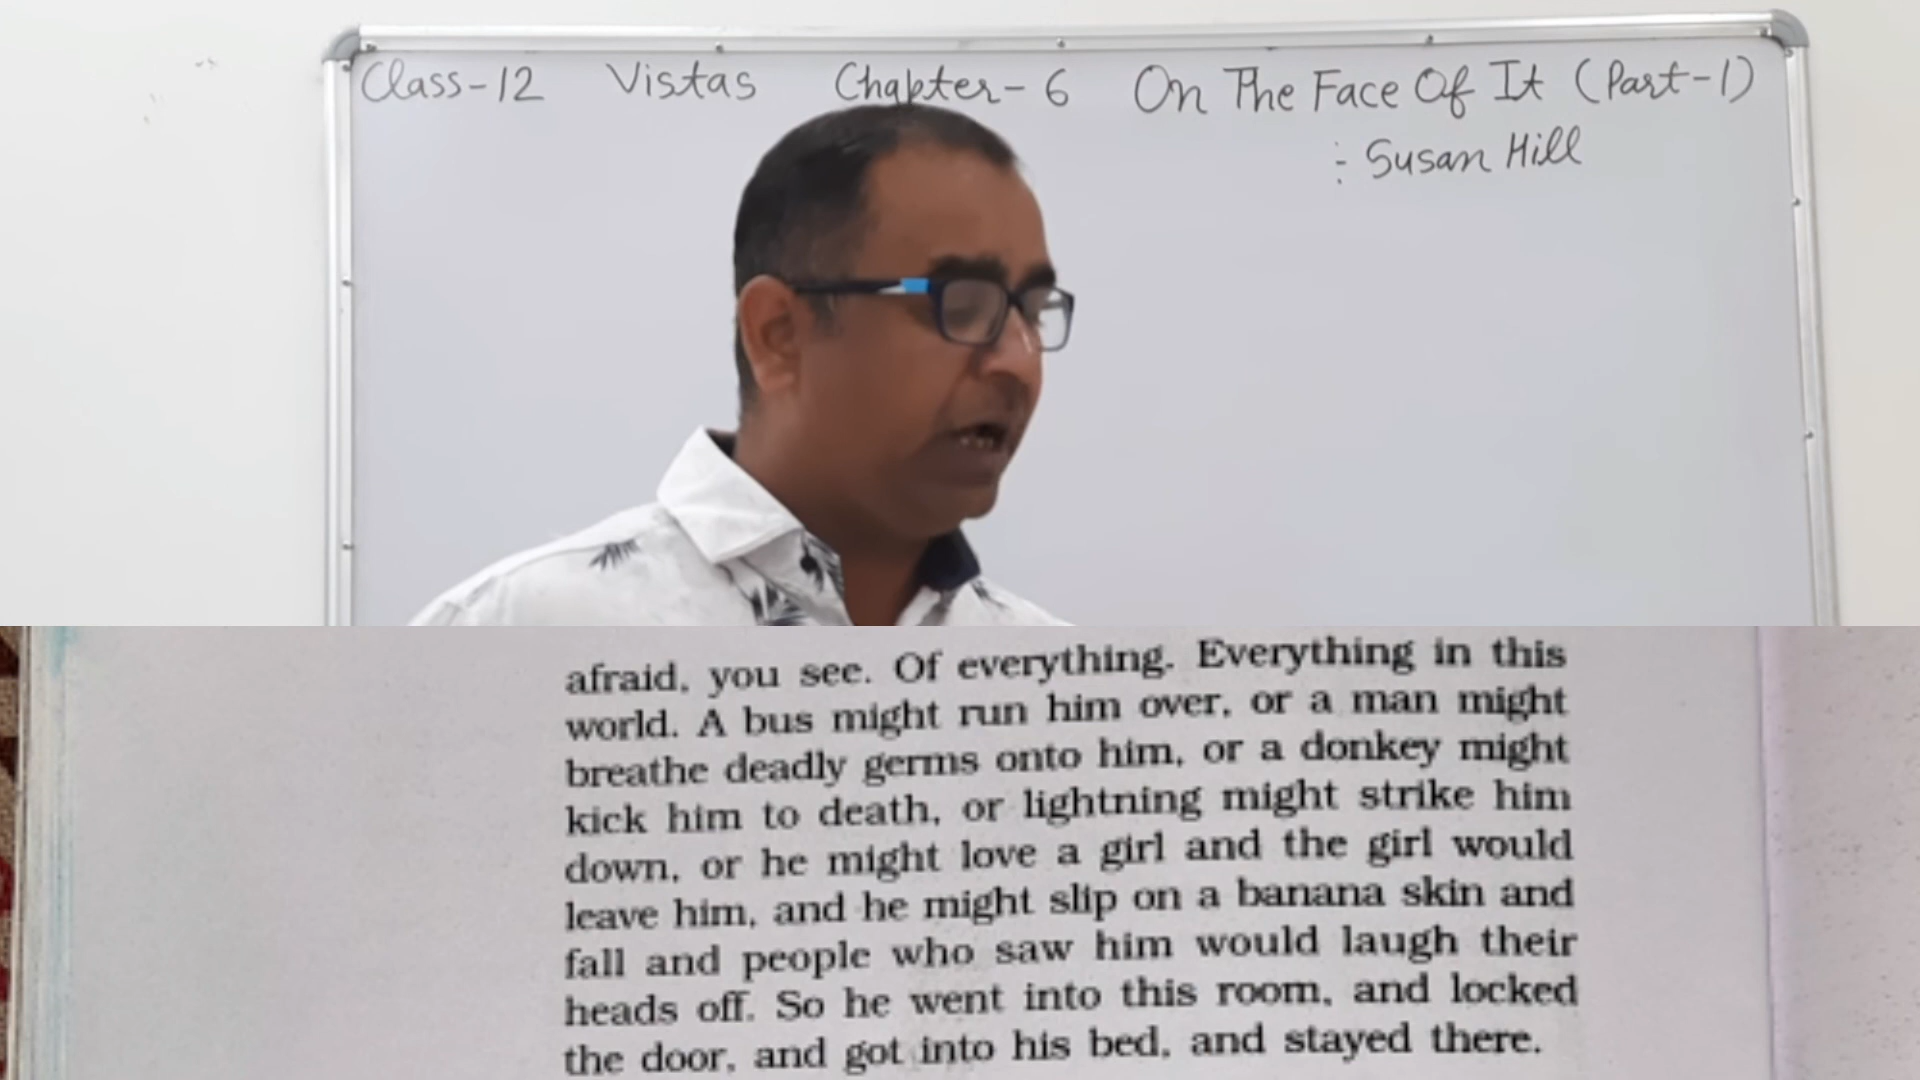 Class-12 Vistas Chapter-6 On The Face Of It (Part-1)
: Susan Hill
afraid, you see. Of everything. Everything in this
world. A bus might run him over, or a man might
breathe deadly germs onto him, or a donkey might
kick him to death, or lightning might strike him
down, or he might love a girl and the girl would
leave him, and he might slip on a banana skin and
fall and people who saw him would laugh their
heads off. So he went into this room, and locked
the door, and got into his bed, and stayed there.